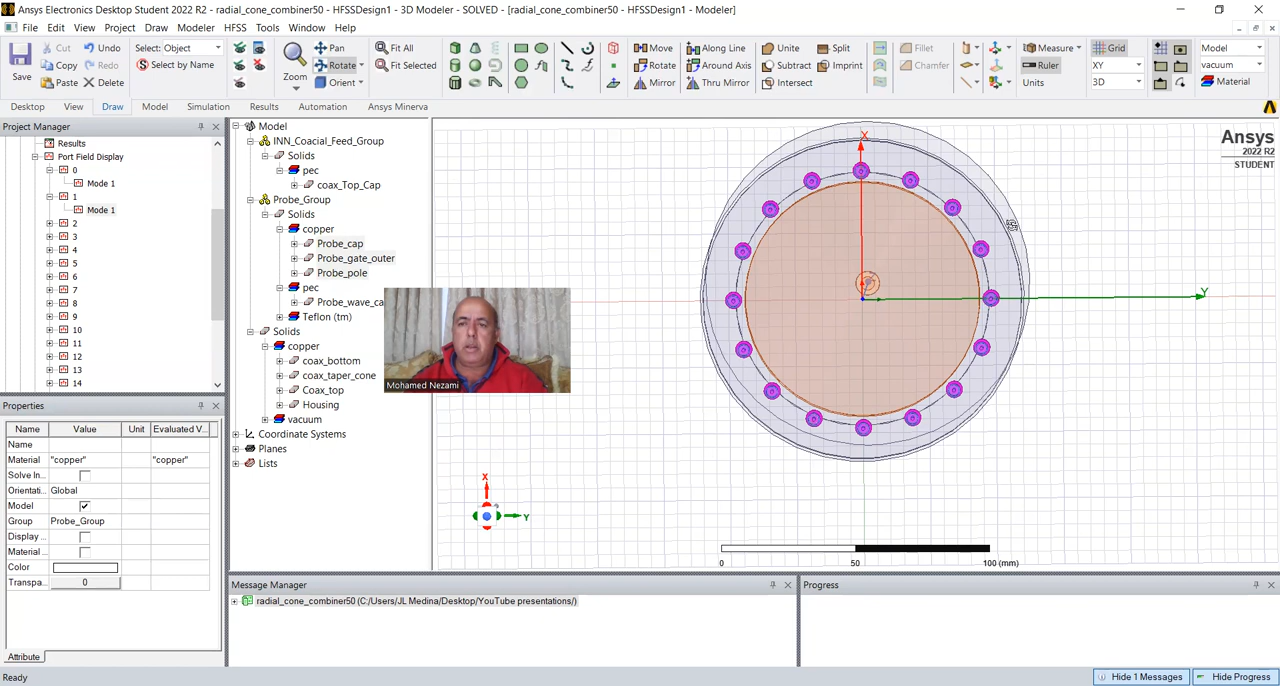 Ansys Electronics Desktop Student 2022 R2 - radial_cone_combiner50 - HFSSDesign1 - 3D Modeler - SOLVED - [radial_cone_combiner50 - HFSSDesign1 - Modeler]
File Edit View Project Draw Modeler HFSS Tools Window Help
Save
Cut Undo
Copy Redo
Paste Delete
Select: Object
Select by Name
Zoom
Pan
Rotate
Orient
Fit All
Fit Selected
Move Along Line
Rotate Around Axis
Mirror Thru Mirror
Unite Split
Subtract Imprint
Intersect
Fillet
Chamfer
Measure Grid
Ruler
Units
XY
3D
Model
vacuum
Material
Desktop View Draw Model Simulation Results Automation Ansys Minerva
Project Manager
Results
Port Field Display
0
Mode 1
1
Mode 1
2
3
4
5
6
7
8
9
10
11
12
13
14
Properties
Name Value Unit Evaluated V...
Name
Material "copper" "copper"
Solve In...
Orientati... Global
Model
Group Probe_Group
Display ...
Material ...
Color
Transpa... 0
Attribute
Model
INN_Coacial_Feed_Group
Solids
pec
coax_Top_Cap
Probe_Group
Solids
copper
Probe_cap
Probe_gate_outer
Probe_pole
pec
Probe_wave_ca
Teflon (tm)
Solids
copper
coax_bottom
coax_taper_cone
Coax_top
Housing
vacuum
Coordinate Systems
Planes
Lists
Mohamed Nezami
Ansys
2022 R2
STUDENT
X
Y
X
Y
0 50 100 (mm)
Message Manager
radial_cone_combiner50 (C:/Users/JL Medina/Desktop/YouTube presentations/)
Progress
Ready
Hide 1 Messages Hide Progress